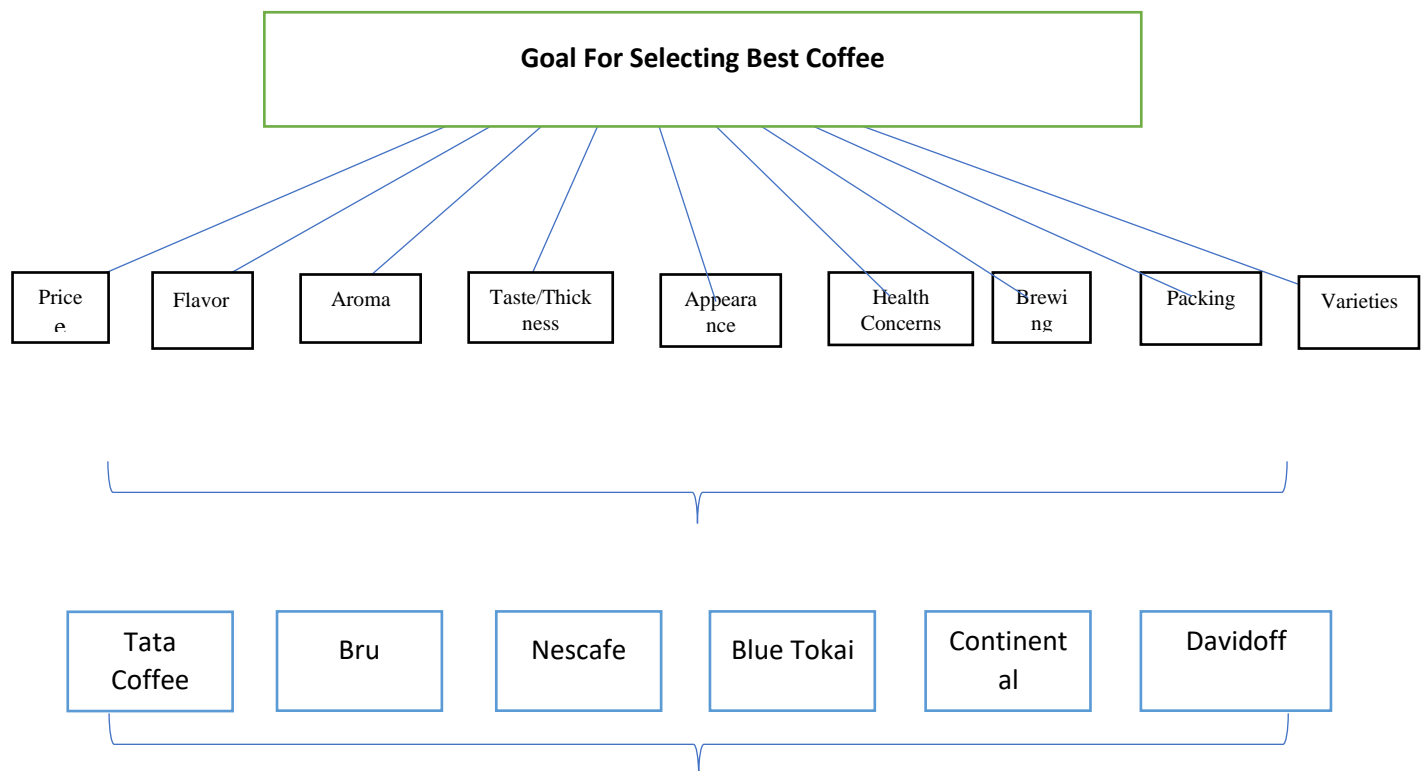 Goal For Selecting Best Coffee
Price
e.
Flavor
Aroma
Taste/Thick
ness
Appeara
nce
Health
Concerns
Brewi
ng
Packing
Varieties
Tata
Coffee
Bru
Nescafe
Blue Tokai
Continent
al
Davidoff